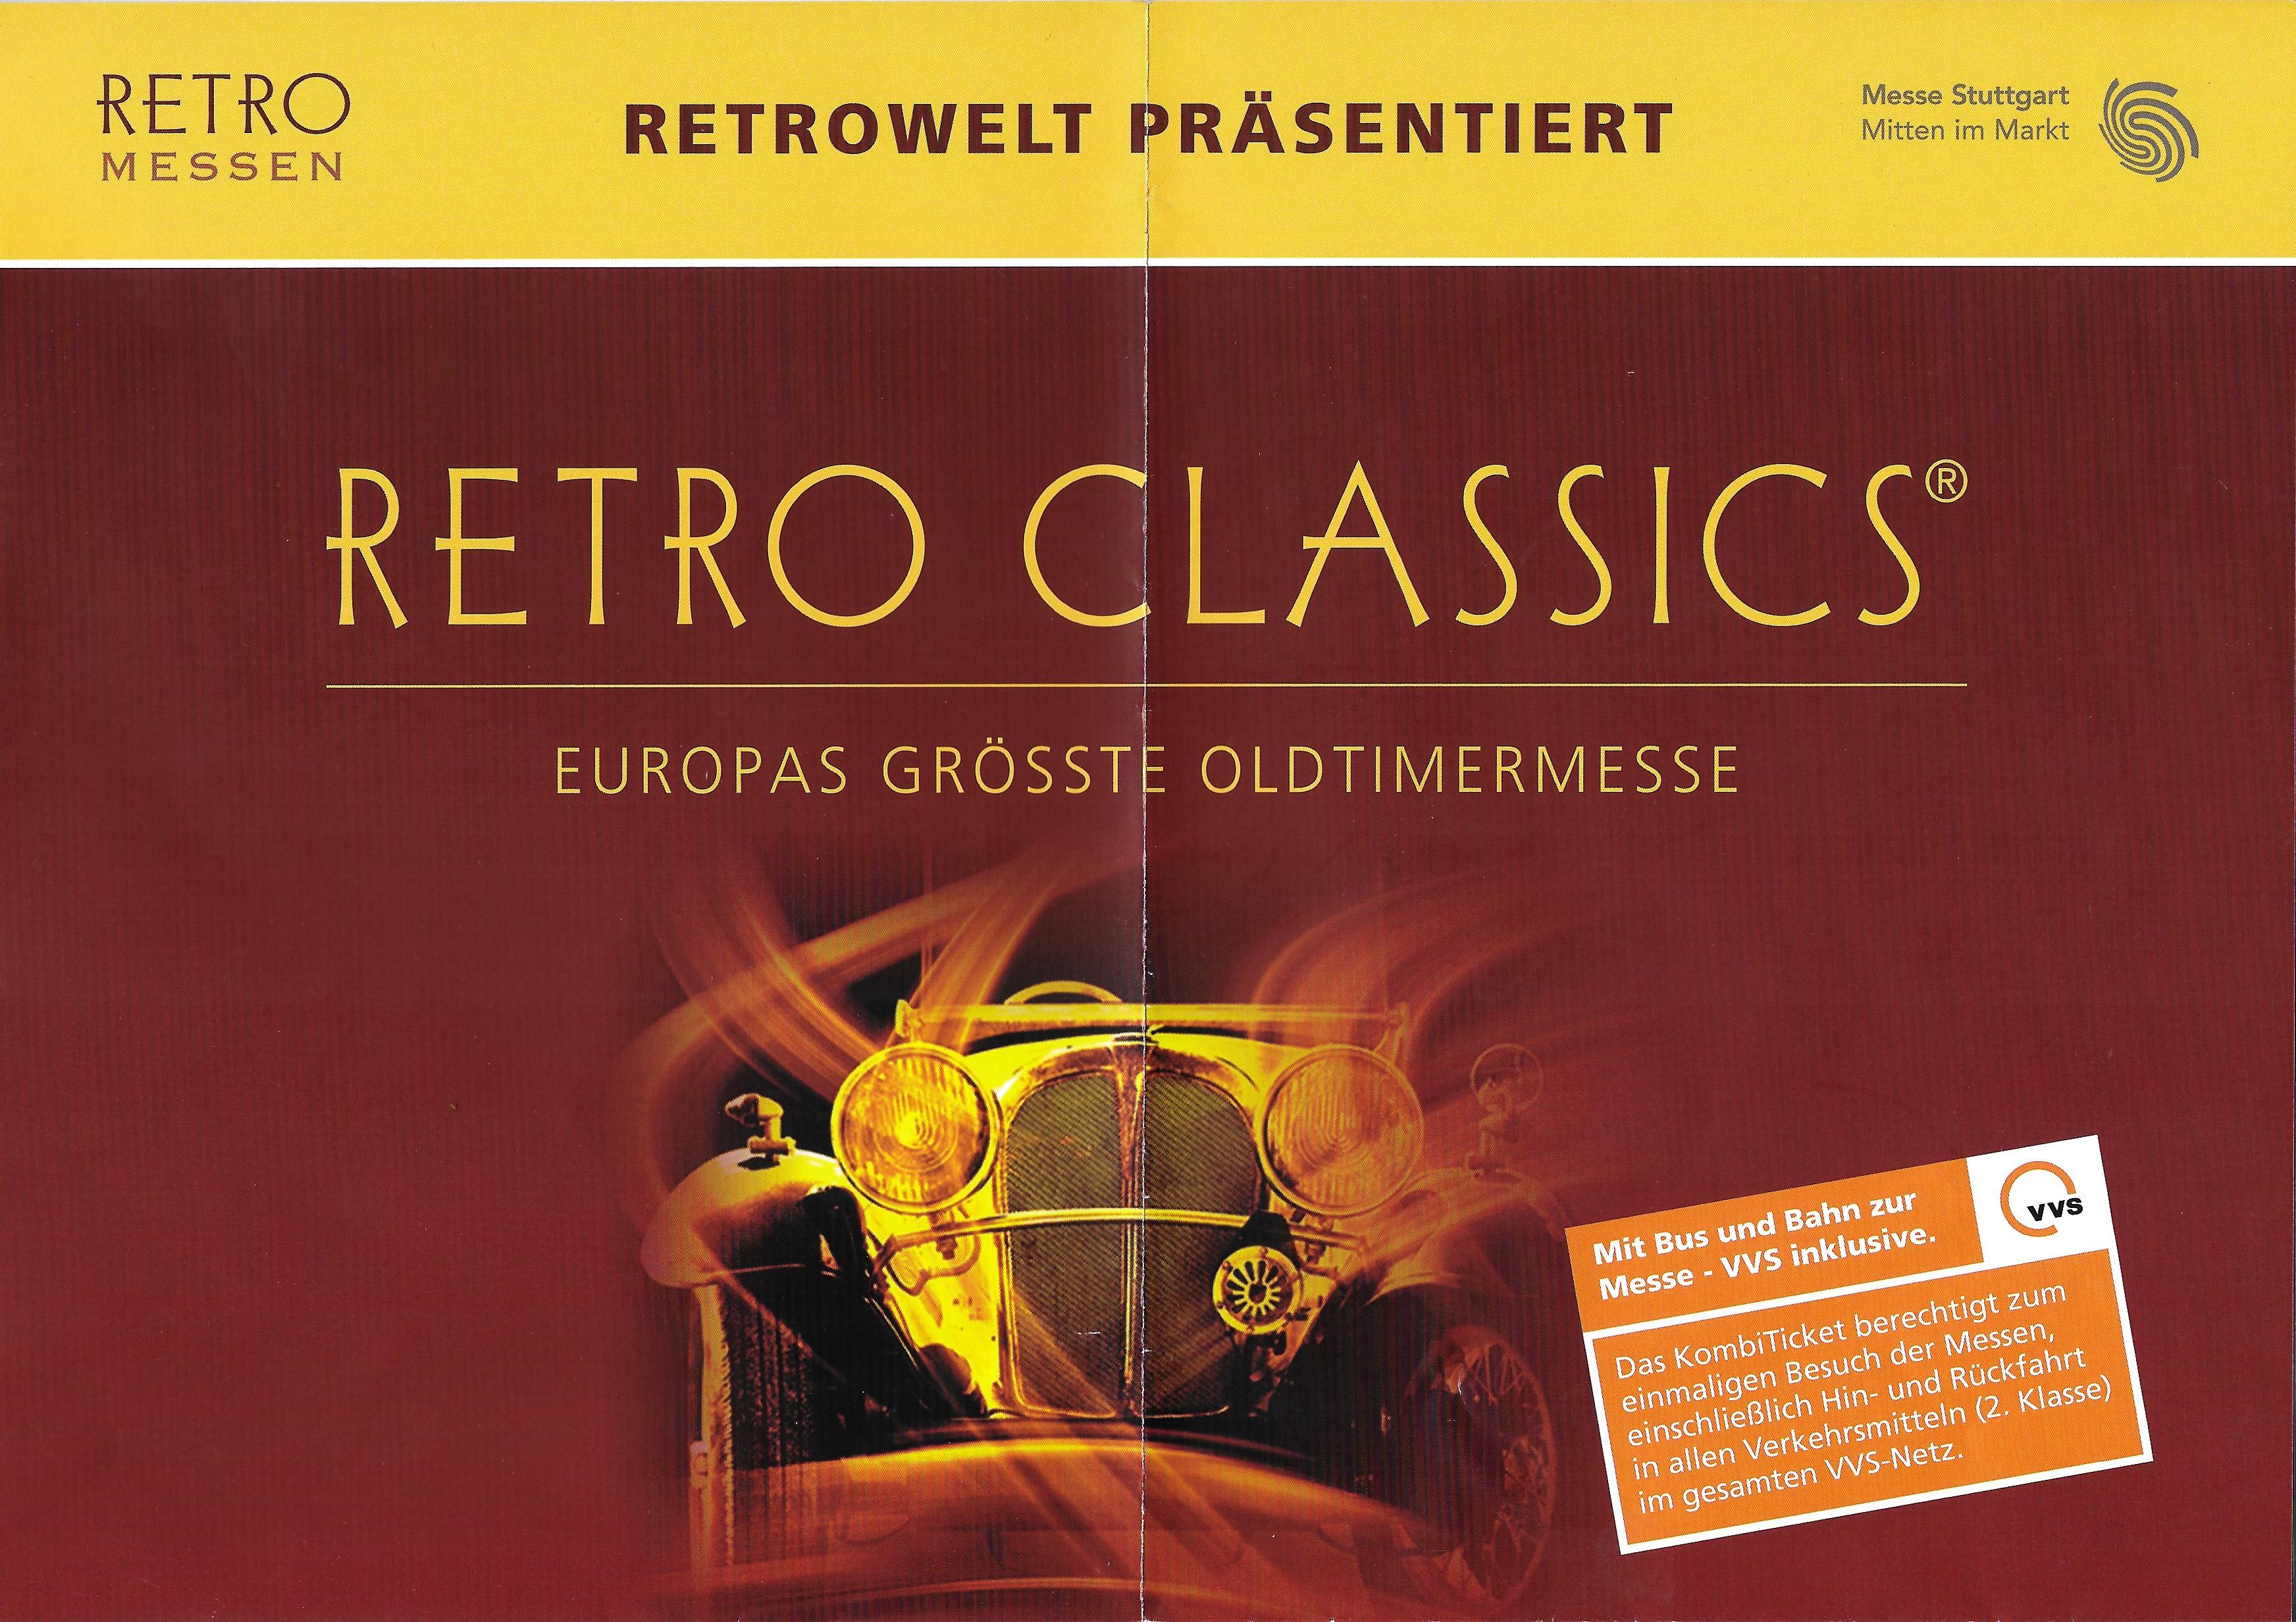 RETRO
MESSEN
RETROWELT PRÄSENTIERT
Messe Stuttgart
Mitten im Markt
RETRO CLASSICS®
EUROPAS GRÖSSTE OLDTIMERMESSE
Mit Bus und Bahn zur
Messe - VVS inklusive.
VVS
Das KombiTicket berechtigt zum
einmaligen Besuch der Messen,
einschließlich Hin- und Rückfahrt
in allen Verkehrsmitteln (2. Klasse)
im gesamten VVS-Netz.